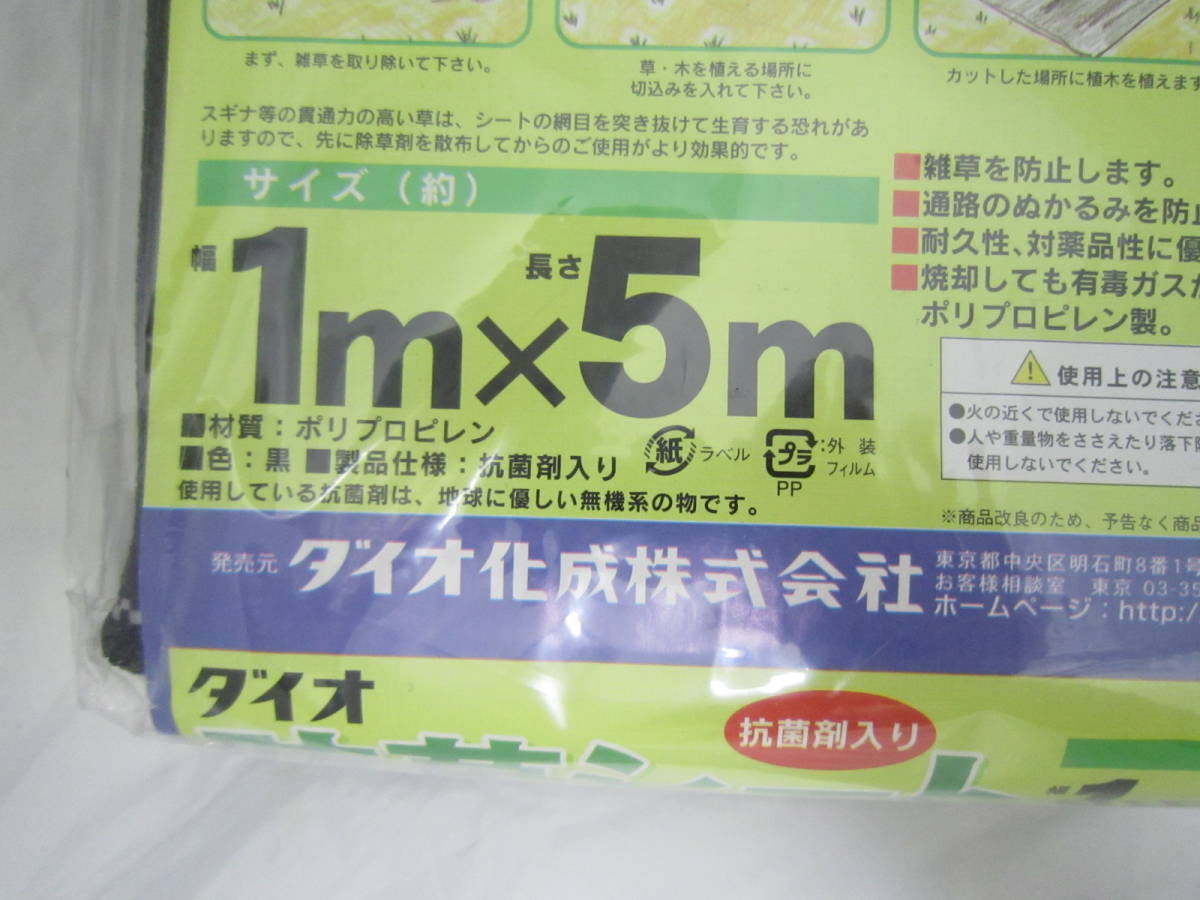 まず、雑草を取り除いて下さい。
草・木を植える場所に
切込みを入れて下さい。
カットした場所に植木を植えます
スギナ等の貫通力の高い草は、シートの網目を突き抜けて生育する恐れがあ
りますので、先に除草剤を散布してからのご使用がより効果的です。
サイズ（約）
幅1m×長さ5m
■材質：ポリプロピレン
■色：黒 ■製品仕様：抗菌剤入り
使用している抗菌剤は、地球に優しい無機系の物です。
紙 ラベル
プラ :外装
フィルム
PP
■雑草を防止します。
■通路のぬかるみを防止
■耐久性、対薬品性に優
■焼却しても有毒ガスが
ポリプロピレン製。
使用上の注意
●火の近くで使用しないでくださ
●人や重量物をささえたり落下防
使用しないでください。
※商品改良のため、予告なく商品
発売元 ダイオ化成株式会社
東京都中央区明石町8番1号
お客様相談室 東京 03-35
ホームページ：http:/
ダイオ
抗菌剤入り
幅1